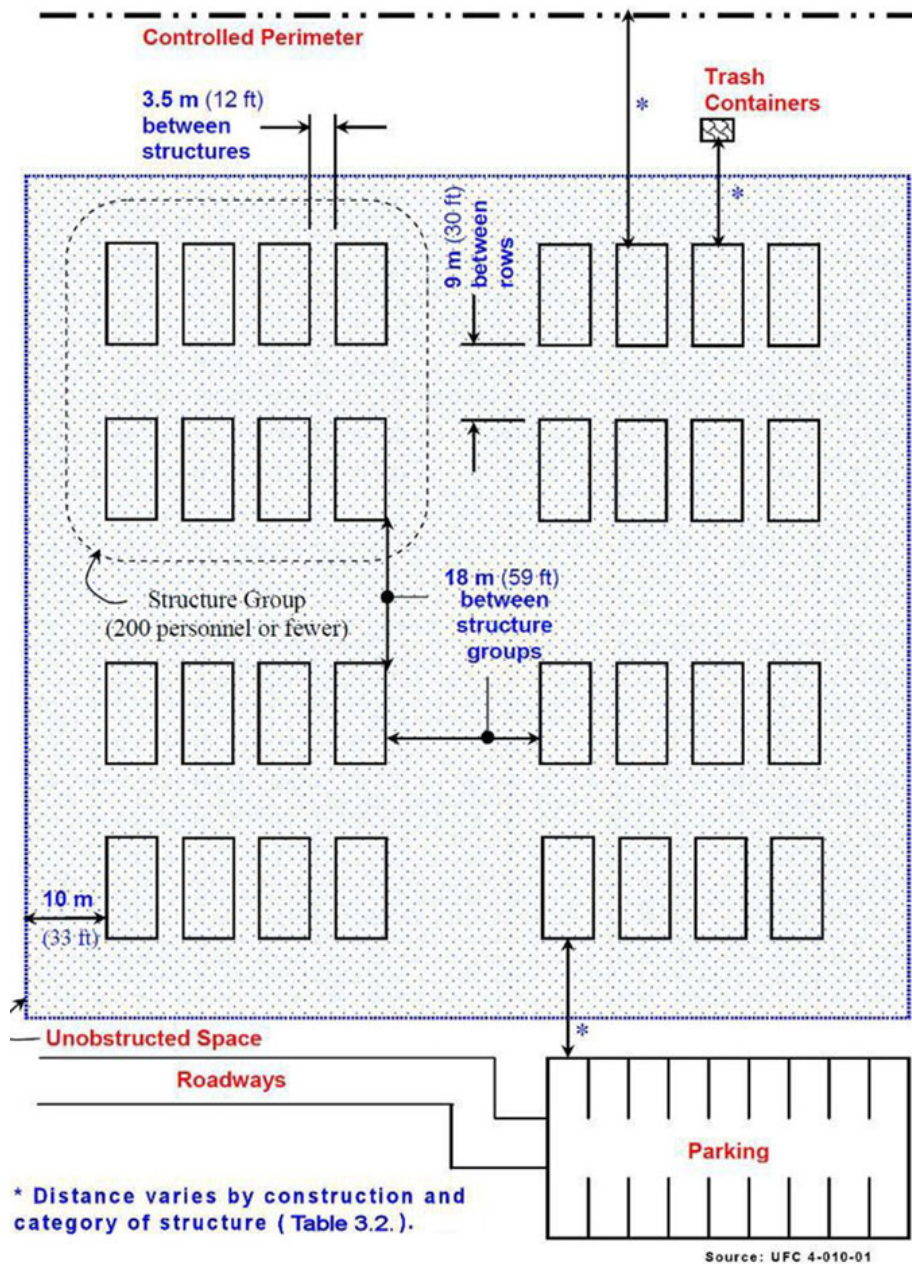 Controlled Perimeter
3.5 m (12 ft)
between
structures
*
Trash
Containers
*
9 m (30 ft)
between
rows
Structure Group
(200 personnel or fewer)
18 m (59 ft)
between
structure
groups
10 m
(33 ft)
*
Unobstructed Space
Roadways
Parking
* Distance varies by construction and
category of structure ( Table 3.2. ).
Source: UFC 4-010-01